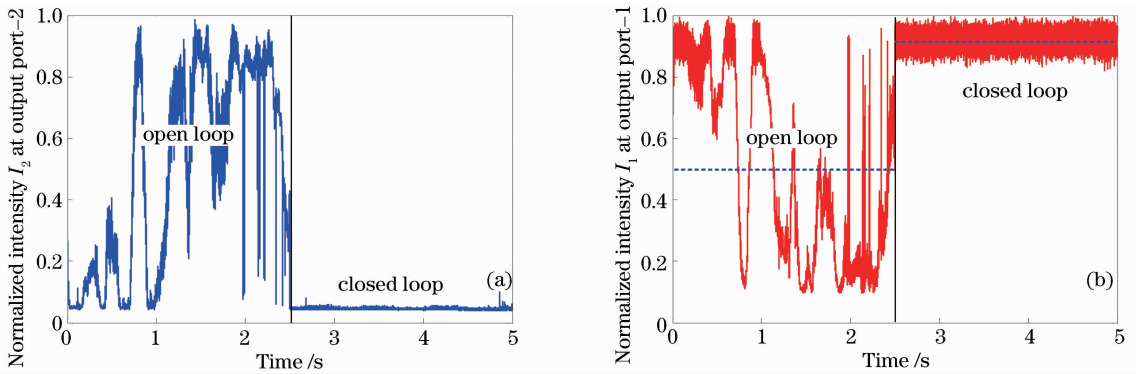 Normalized intensity I₂ at output port–2
1.0
0.8
0.6
0.4
0.2
0
open loop
closed loop
(a)
0 1 2 3 4 5
Time /s
Normalized intensity I₁ at output port–1
1.0
0.8
0.6
0.4
0.2
0
open loop
closed loop
(b)
0 1 2 3 4 5
Time /s